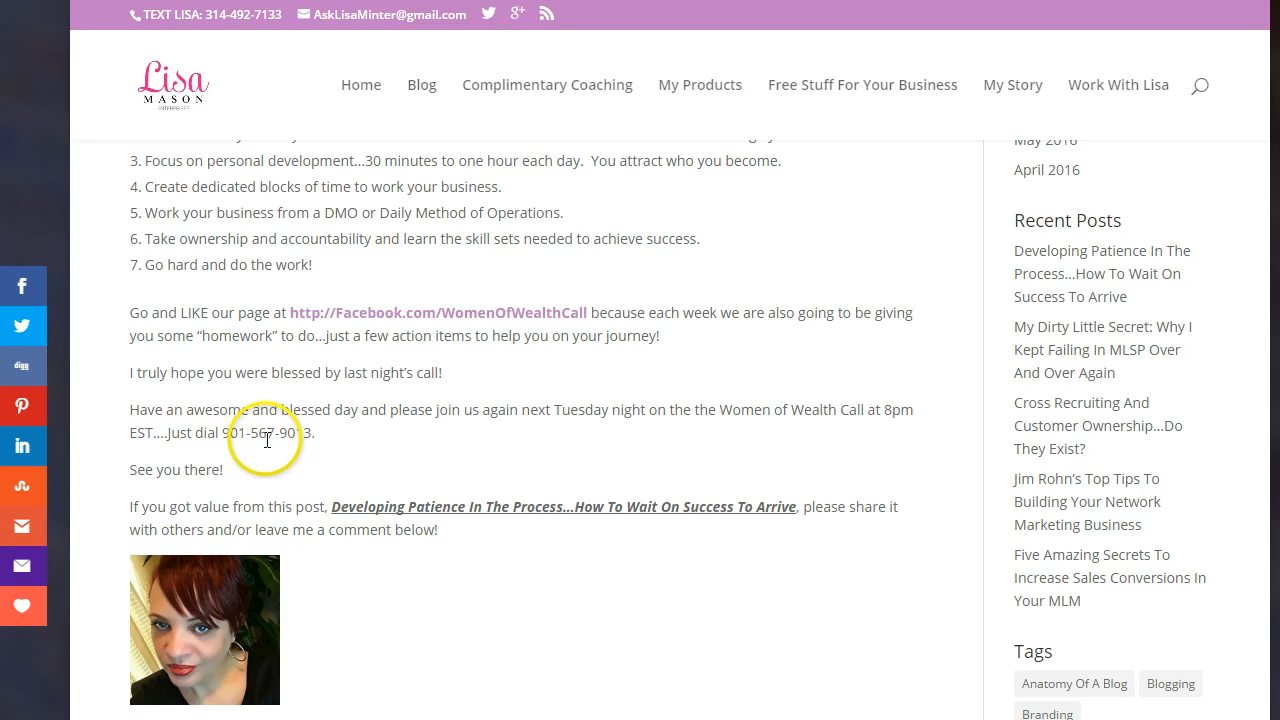 TEXT LISA: 314-492-7133 AskLisaMinter@gmail.com
Lisa
MASON
Home Blog Complimentary Coaching My Products Free Stuff For Your Business My Story Work With Lisa
3. Focus on personal development...30 minutes to one hour each day. You attract who you become.
4. Create dedicated blocks of time to work your business.
5. Work your business from a DMO or Daily Method of Operations.
6. Take ownership and accountability and learn the skill sets needed to achieve success.
7. Go hard and do the work!
Go and LIKE our page at http://Facebook.com/WomenOfWealthCall because each week we are also going to be giving
you some “homework” to do...just a few action items to help you on your journey!
I truly hope you were blessed by last night’s call!
Have an awesome and blessed day and please join us again next Tuesday night on the the Women of Wealth Call at 8pm
EST....Just dial 901-567-9013.
See you there!
If you got value from this post, Developing Patience In The Process...How To Wait On Success To Arrive, please share it
with others and/or leave me a comment below!
digg
May 2016
April 2016
Recent Posts
Developing Patience In The
Process...How To Wait On
Success To Arrive
My Dirty Little Secret: Why I
Kept Failing In MLSP Over
And Over Again
Cross Recruiting And
Customer Ownership...Do
They Exist?
Jim Rohn’s Top Tips To
Building Your Network
Marketing Business
Five Amazing Secrets To
Increase Sales Conversions In
Your MLM
Tags
Anatomy Of A Blog Blogging
Branding